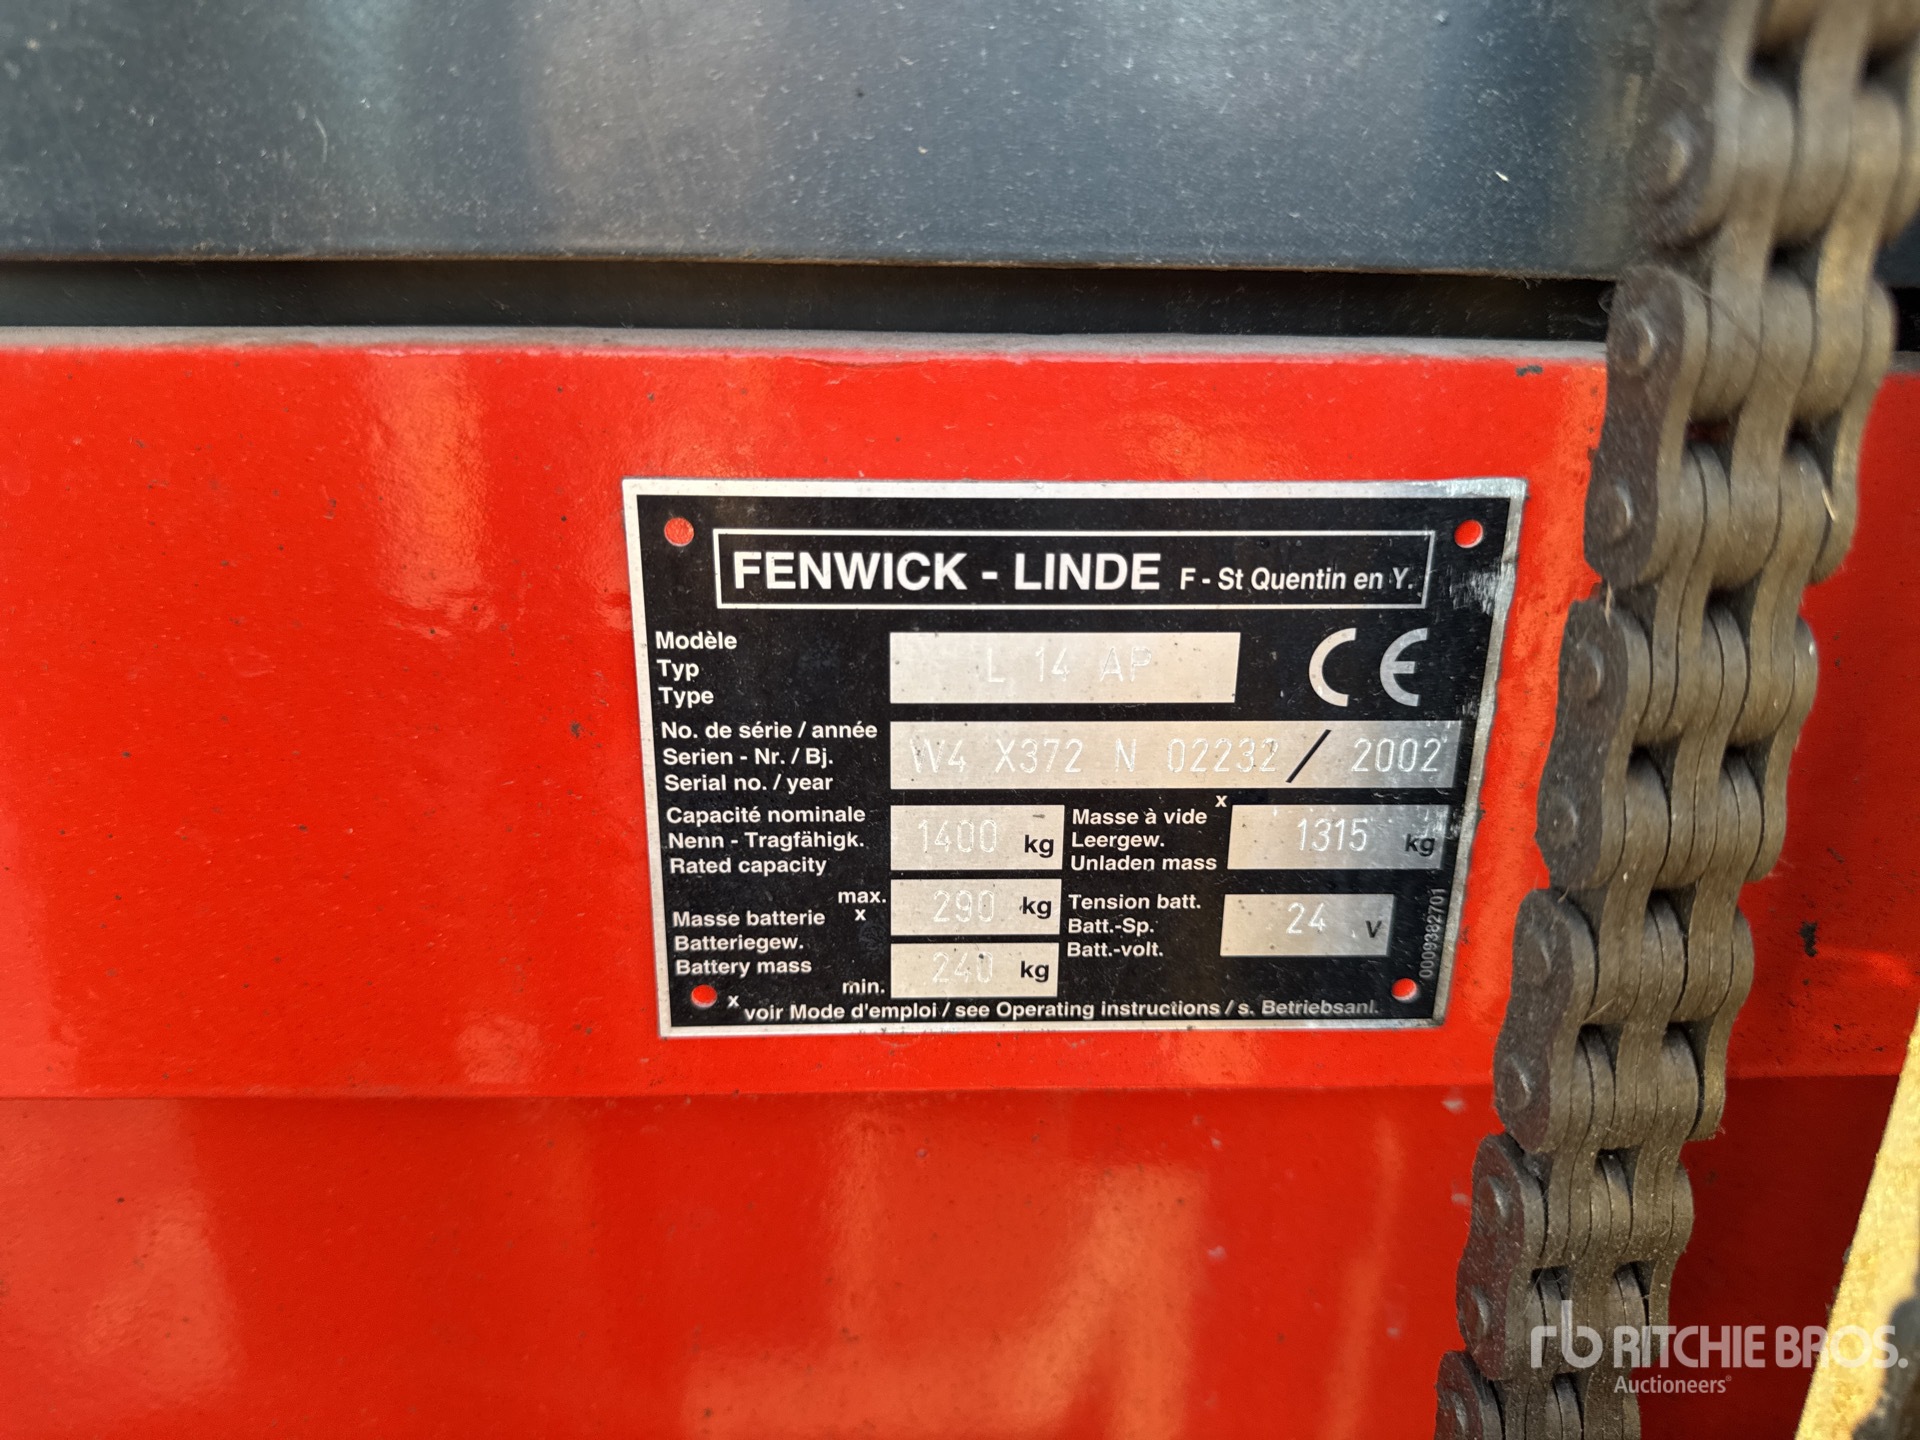 FENWICK - LINDE F - St Quentin en Y.
Modèle
Typ
Type
L 14 AP
CE
No. de série / année
Serien - Nr. / Bj.
Serial no. / year
W4 X372 N 02232 / 2002
Capacité nominale
Nenn - Tragfähigk.
Rated capacity
1400 kg
Masse à vide x
Leergew.
Unladen mass
1315 kg
Masse batterie x
Batteriegew.
Battery mass
max.
290 kg
min.
240 kg
Tension batt.
Batt.-Sp.
Batt.-volt.
24 V
0009382701
x voir Mode d'emploi / see Operating instructions / s. Betriebsanl.
rb RITCHIE BROS.
Auctioneers®